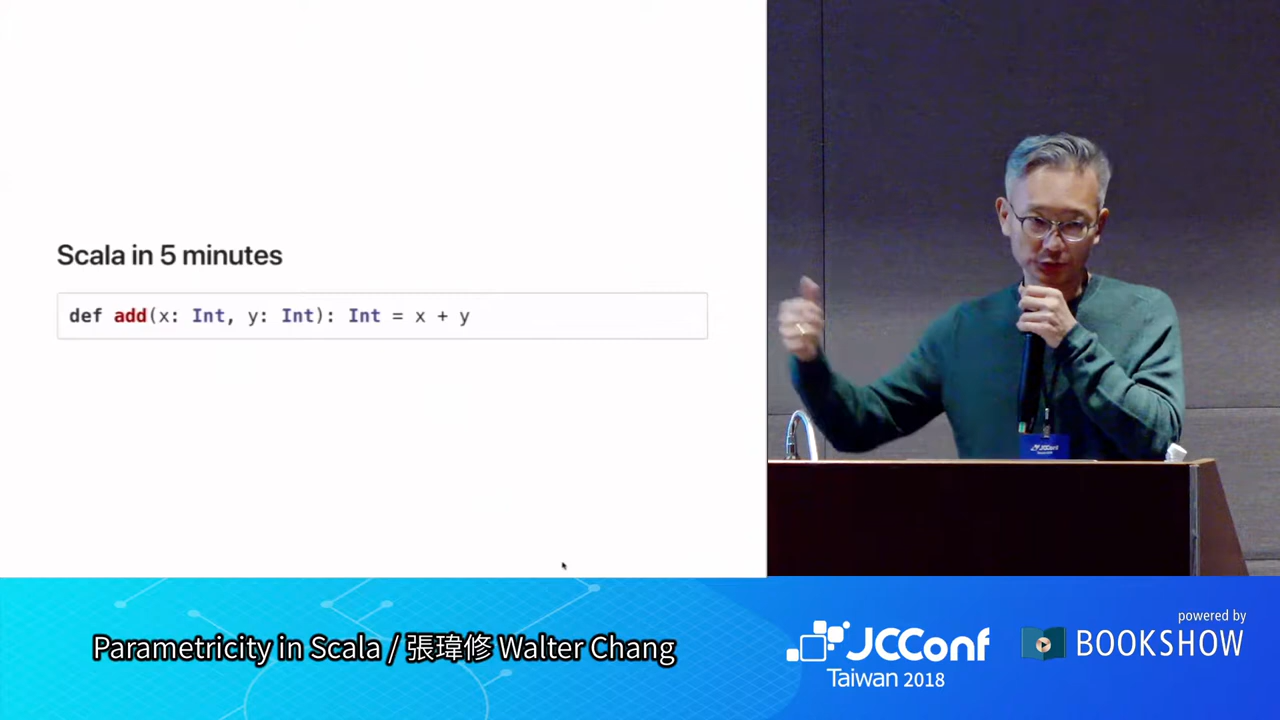 Scala in 5 minutes
def add(x: Int, y: Int): Int = x + y
JCConf
Parametricity in Scala / 張瑋修 Walter Chang
JCConf
Taiwan 2018
powered by
BOOKSHOW